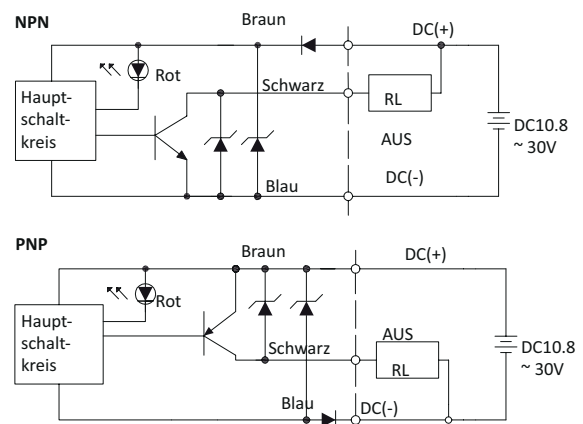 NPN
Braun
DC(+)
Rot
Schwarz
Haupt-
schalt-
kreis
RL
AUS
DC10.8
~ 30V
Blau
DC(-)
PNP
Braun
DC(+)
Rot
Haupt-
schalt-
kreis
AUS
Schwarz
RL
DC10.8
~ 30V
Blau
DC(-)